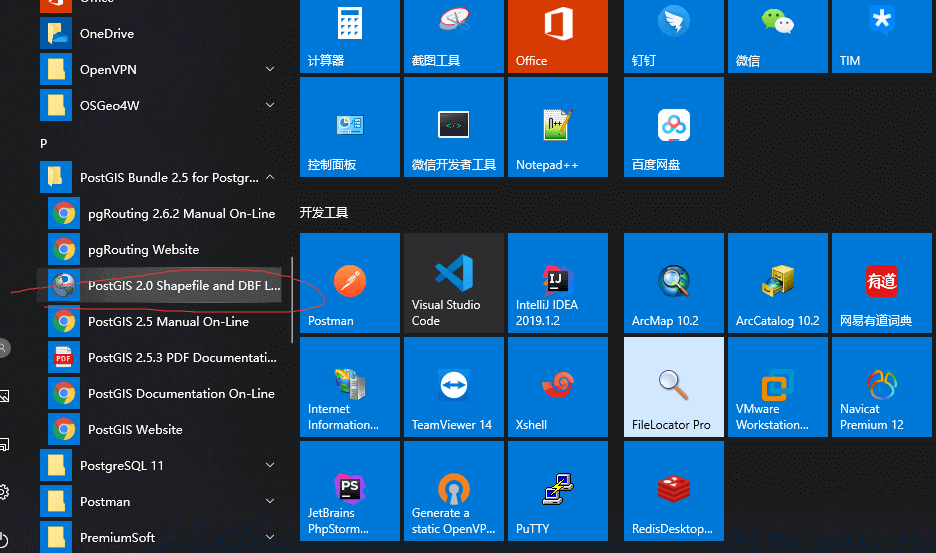 Office
OneDrive
OpenVPN
OSGeo4W
P
PostGIS Bundle 2.5 for Postgr...
pgRouting 2.6.2 Manual On-Line
pgRouting Website
PostGIS 2.0 Shapefile and DBF L...
PostGIS 2.5 Manual On-Line
PDF
PostGIS 2.5.3 PDF Documentati...
PostGIS Documentation On-Line
PostGIS Website
PostgreSQL 11
Postman
PremiumSoft
计算器
截图工具
Office
钉钉
微信
TIM
控制面板
微信开发者工具
N++
Notepad++
百度网盘
开发工具
Postman
Visual Studio
Code
IJ
IntelliJ IDEA
2019.1.2
ArcMap 10.2
ArcCatalog 10.2
有道
网易有道词典
Internet
Information...
TeamViewer 14
Xshell
FileLocator Pro
VMware
Workstation...
Navicat
Premium 12
PS
JetBrains
PhpStorm...
Generate a
static OpenVP...
PuTTY
RedisDesktop...